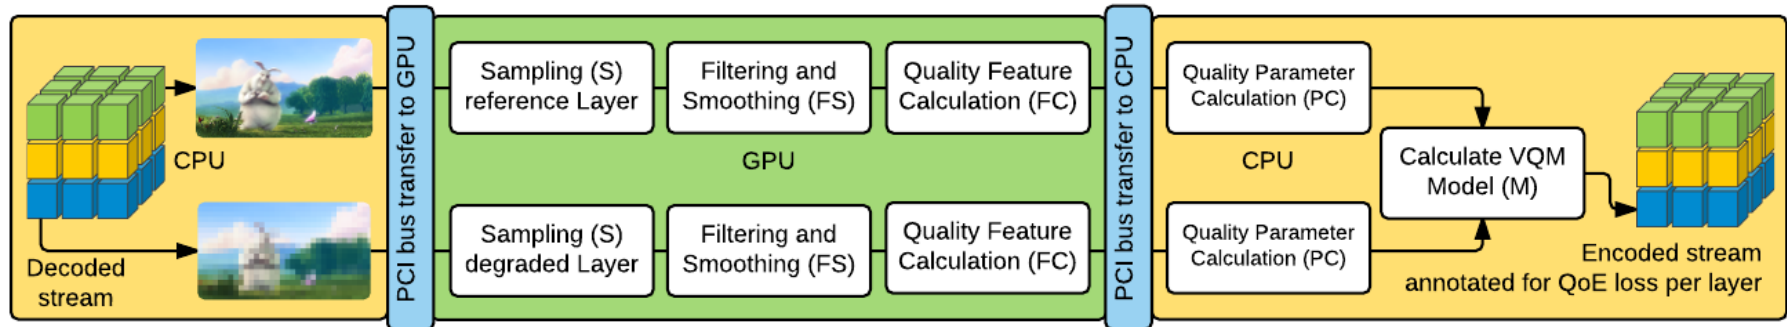 CPU
Decoded
stream
PCI bus transfer to GPU
Sampling (S)
reference Layer
Filtering and
Smoothing (FS)
Quality Feature
Calculation (FC)
GPU
Sampling (S)
degraded Layer
Filtering and
Smoothing (FS)
Quality Feature
Calculation (FC)
PCI bus transfer to CPU
Quality Parameter
Calculation (PC)
CPU
Quality Parameter
Calculation (PC)
Calculate VQM
Model (M)
Encoded stream
annotated for QoE loss per layer